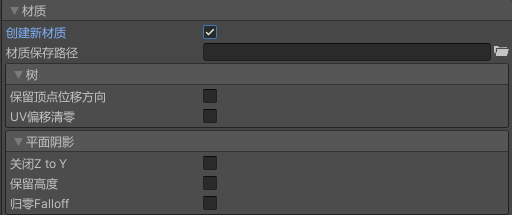 材质
创建新材质
材质保存路径
树
保留顶点位移方向
UV偏移清零
平面阴影
关闭Z to Y
保留高度
归零Falloff